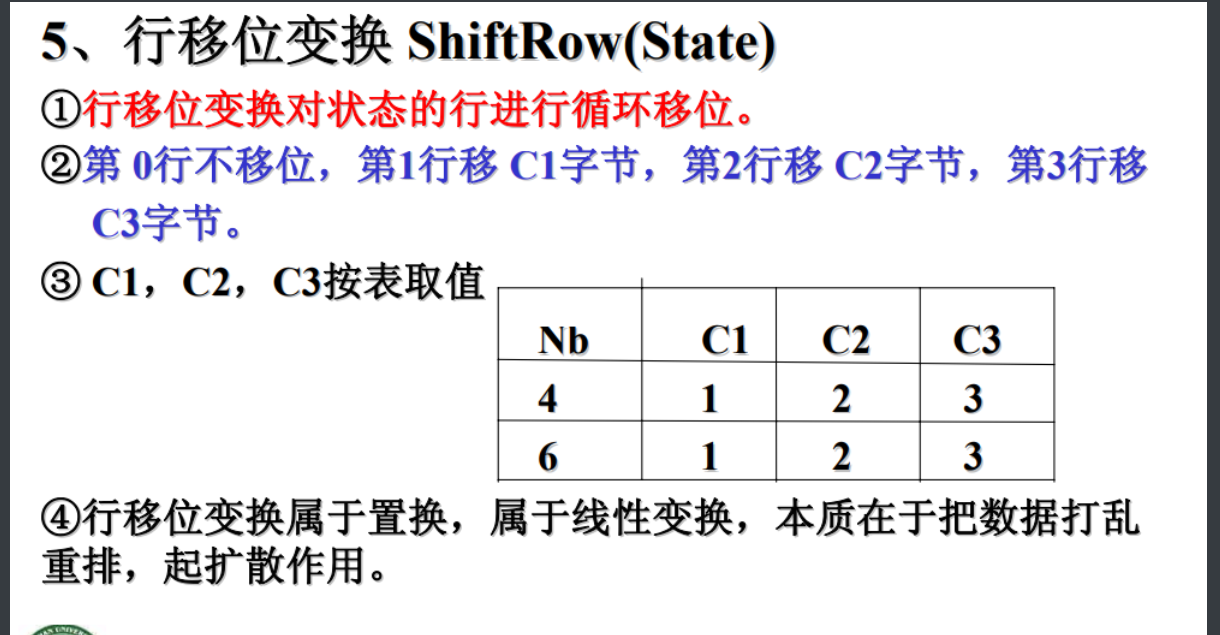 5、行移位变换 ShiftRow(State)
①行移位变换对状态的行进行循环移位。
②第 0行不移位，第1行移 C1字节，第2行移 C2字节，第3行移
C3字节。
③ C1，C2，C3按表取值
Nb C1 C2 C3
4 1 2 3
6 1 2 3
④行移位变换属于置换，属于线性变换，本质在于把数据打乱
重排，起扩散作用。